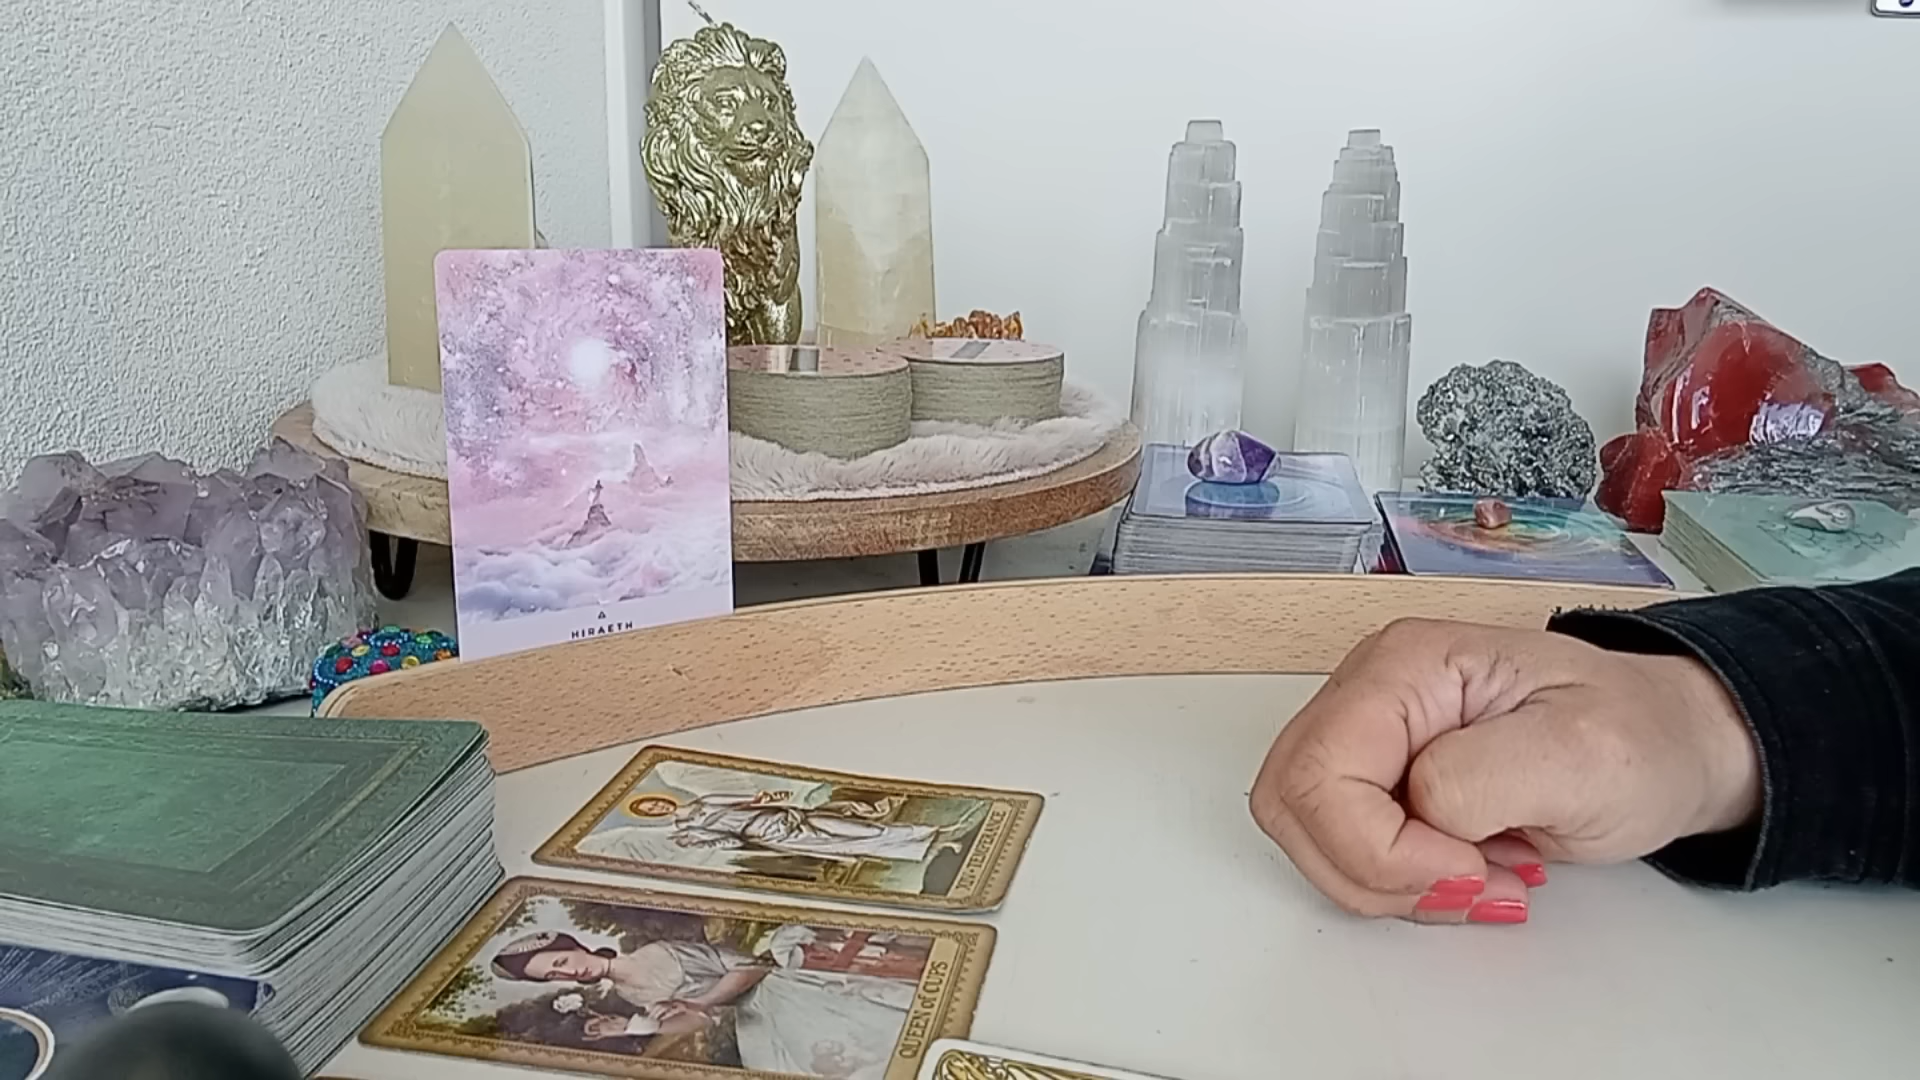 HIRAETH
XIV • TEMPERANCE
QUEEN of CUPS